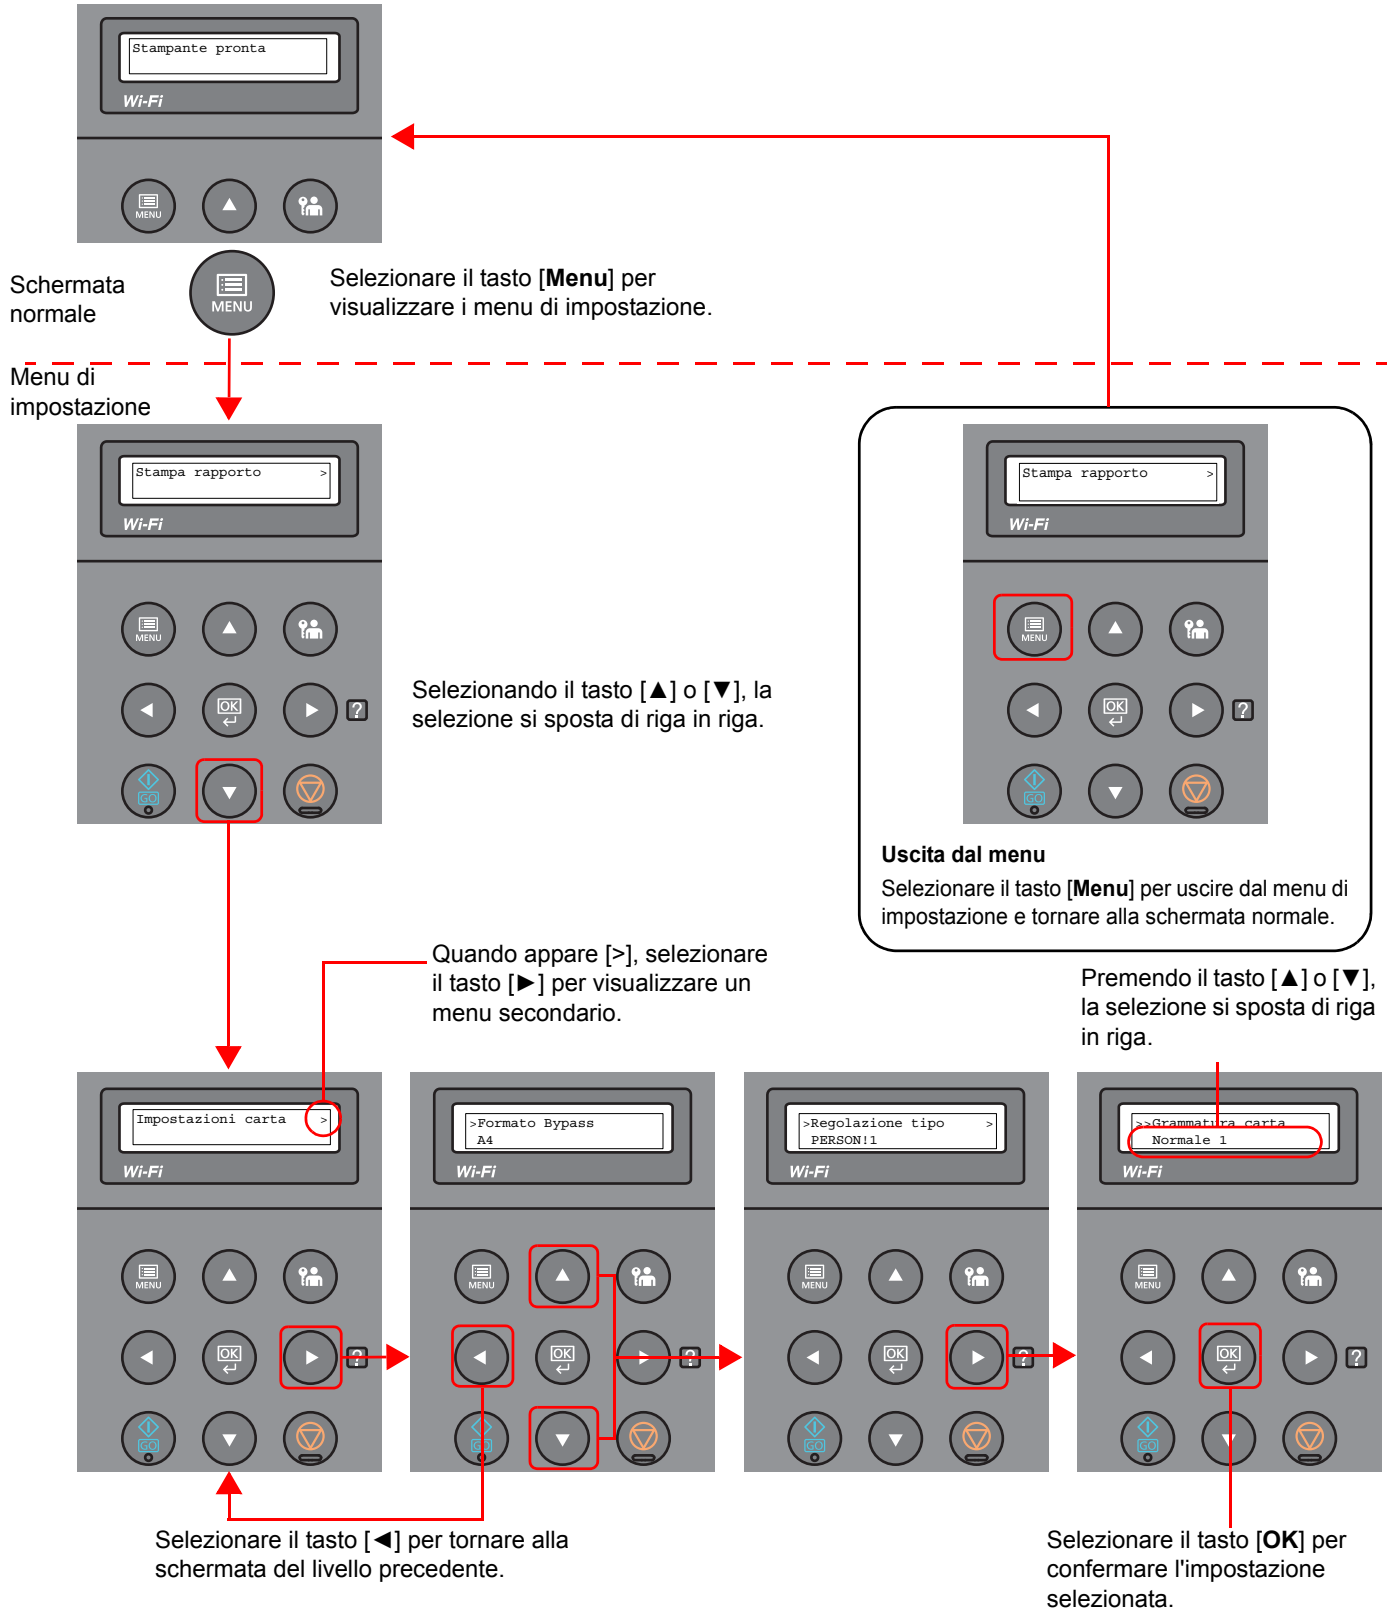 Stampante pronta
Wi-Fi
MENU
Schermata
normale
MENU
Selezionare il tasto [Menu] per
visualizzare i menu di impostazione.
Menu di
impostazione
Stampa rapporto >
Wi-Fi
MENU
OK
?
GO
Selezionando il tasto [▲] o [▼], la
selezione si sposta di riga in riga.
Stampa rapporto >
Wi-Fi
MENU
OK
?
GO
Uscita dal menu
Selezionare il tasto [Menu] per uscire dal menu di
impostazione e tornare alla schermata normale.
Quando appare [>], selezionare
il tasto [►] per visualizzare un
menu secondario.
Premendo il tasto [▲] o [▼],
la selezione si sposta di riga
in riga.
Impostazioni carta >
Wi-Fi
MENU
OK
?
GO
>Formato Bypass
A4
Wi-Fi
MENU
OK
?
GO
>Regolazione tipo >
PERSON!1
Wi-Fi
MENU
OK
?
GO
>>Grammatura carta
Normale 1
Wi-Fi
MENU
OK
?
GO
Selezionare il tasto [◄] per tornare alla
schermata del livello precedente.
Selezionare il tasto [OK] per
confermare l'impostazione
selezionata.